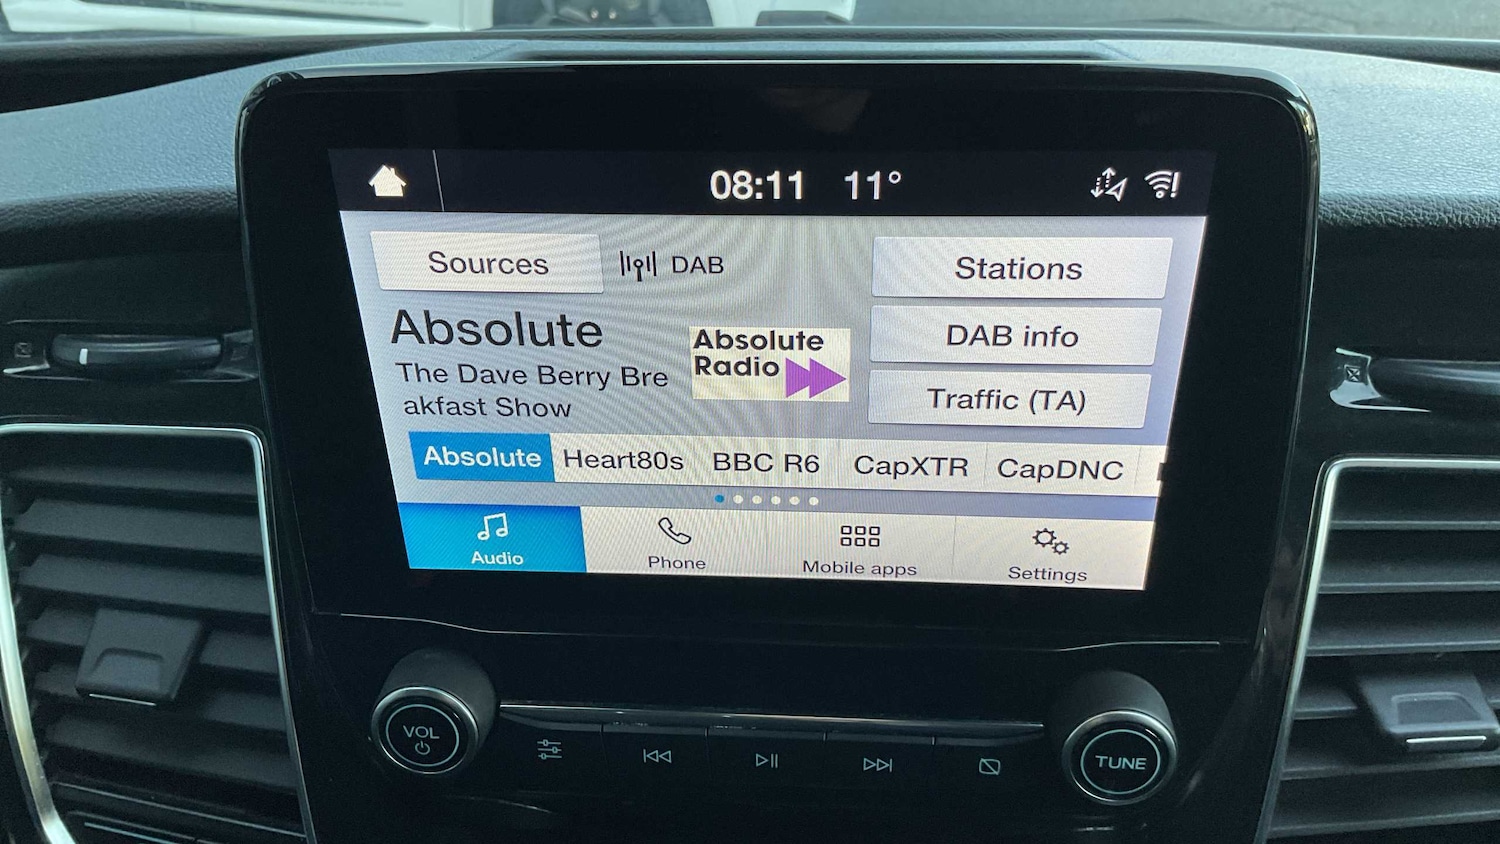 08:11 11°
Sources DAB Stations
Absolute
The Dave Berry Bre
akfast Show
Absolute
Radio
DAB info
Traffic (TA)
Absolute Heart80s BBC R6 CapXTR CapDNC
Audio Phone Mobile apps Settings
VOL
TUNE